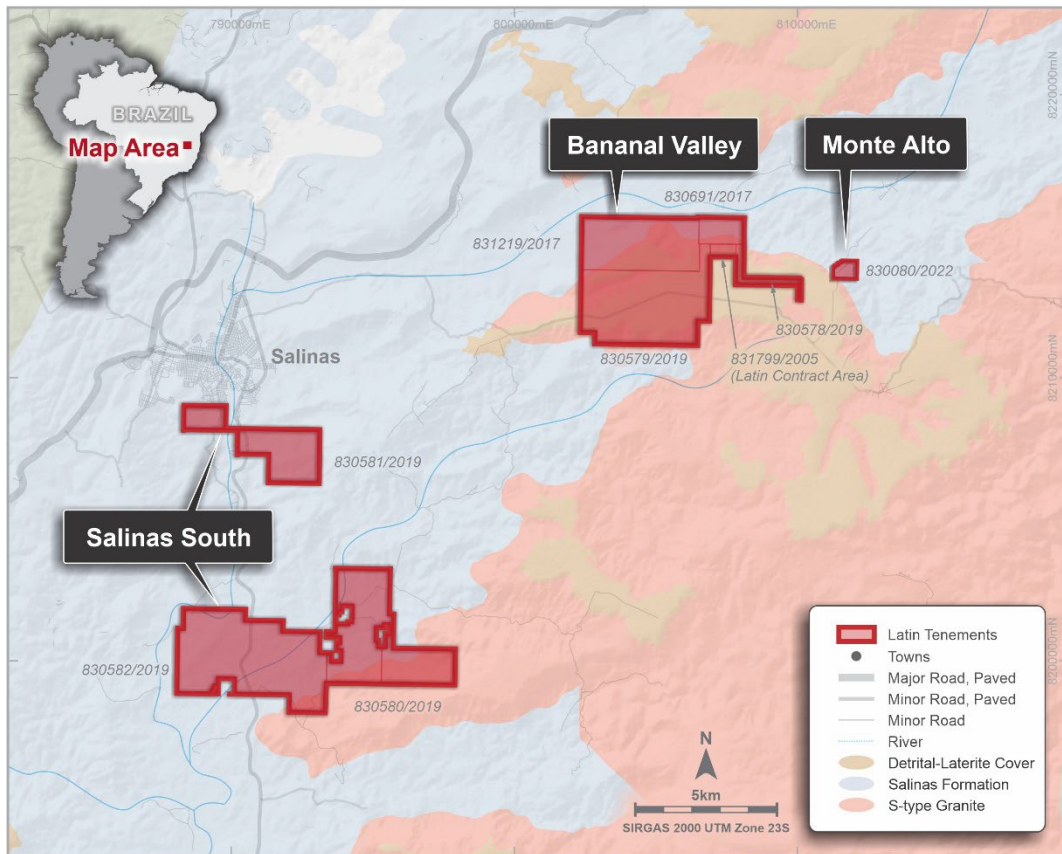 790000mE
800000mE
810000mE
8220000mN
8210000mN
8200000mN
BRAZIL
Map Area
Bananal Valley
Monte Alto
830691/2017
831219/2017
830080/2022
830578/2019
830579/2019
831799/2005
(Latin Contract Area)
Salinas
830581/2019
Salinas South
830582/2019
830580/2019
N
5km
SIRGAS 2000 UTM Zone 23S
Latin Tenements
Towns
Major Road, Paved
Minor Road, Paved
Minor Road
River
Detrital-Laterite Cover
Salinas Formation
S-type Granite